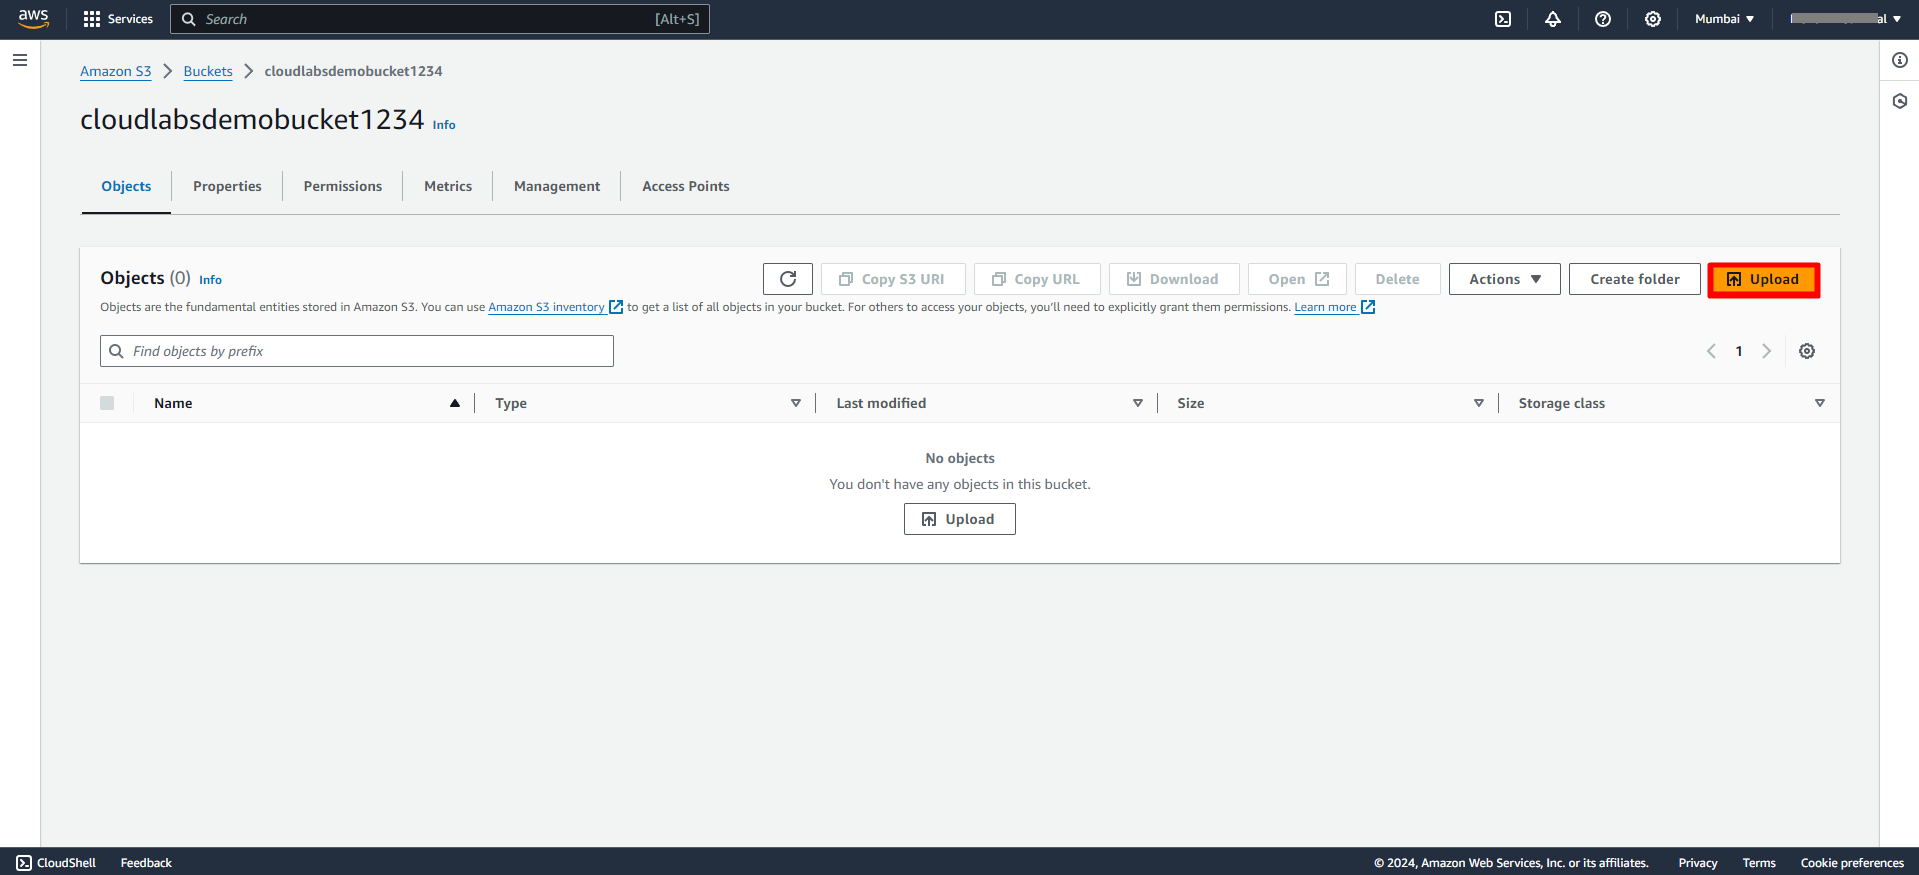 aws Services Search [Alt+S] Mumbai al
Amazon S3 > Buckets > cloudlabsdemobucket1234
cloudlabsdemobucket1234 Info
Objects Properties Permissions Metrics Management Access Points
Objects (0) Info Copy S3 URI Copy URL Download Open Delete Actions Create folder Upload
Objects are the fundamental entities stored in Amazon S3. You can use Amazon S3 inventory to get a list of all objects in your bucket. For others to access your objects, you'll need to explicitly grant them permissions. Learn more
Find objects by prefix 1
Name Type Last modified Size Storage class
No objects
You don't have any objects in this bucket.
Upload
CloudShell Feedback © 2024, Amazon Web Services, Inc. or its affiliates. Privacy Terms Cookie preferences